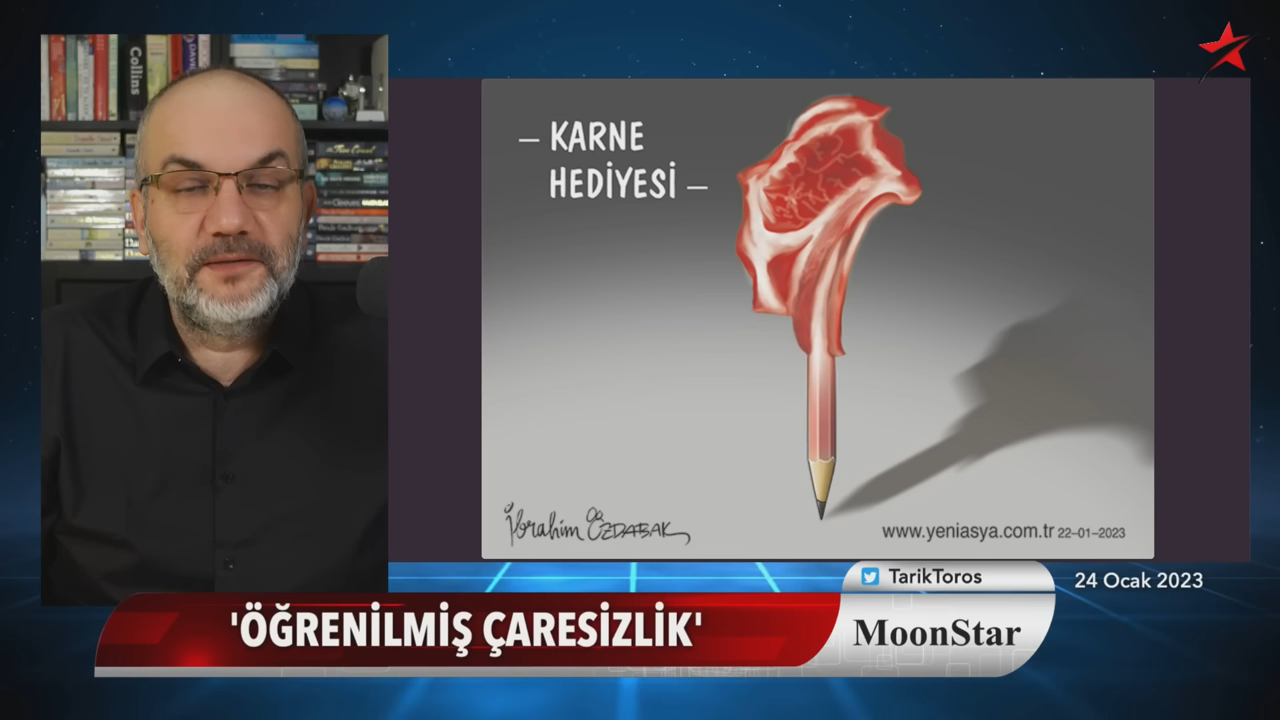 Collins
– KARNE
HEDİYESİ –
İbrahim ÖZDABAK
www.yeniasya.com.tr 22–01–2023
TarikToros
24 Ocak 2023
'ÖĞRENİLMİŞ ÇARESİZLİK'
MoonStar